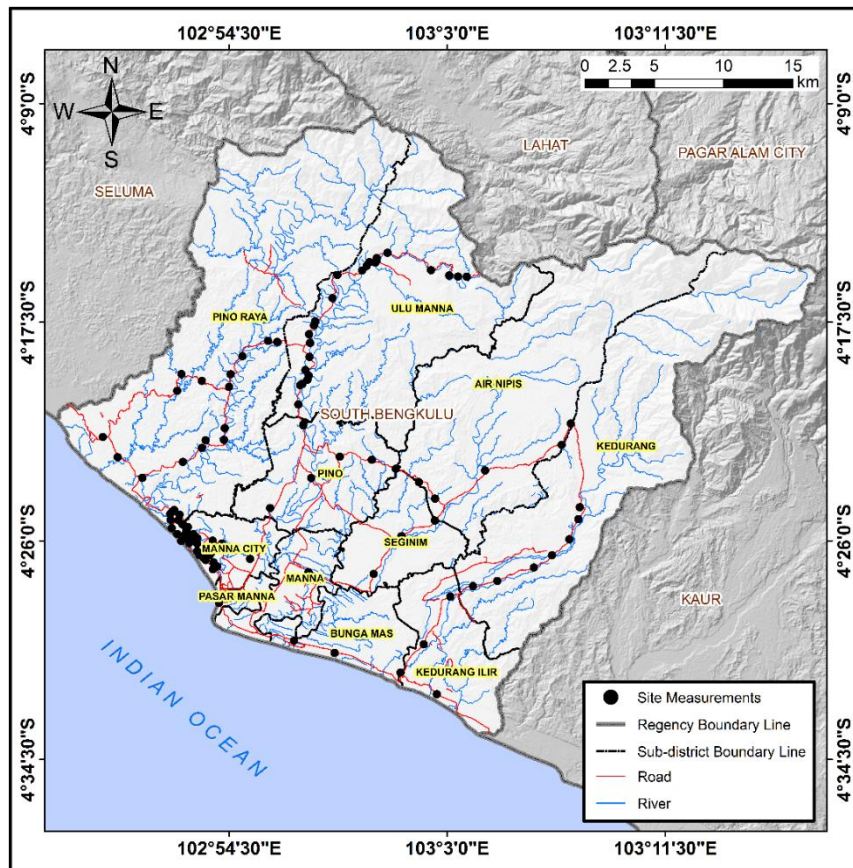 102°54'30"E 103°3'30"E 103°11'30"E
N
W E
S
0 2.5 5 10 15
km
4°9'0"S 4°9'0"S
LAHAT
PAGAR ALAM CITY
SELUMA
ULU MANNA
PINO RAYA
4°17'30"S 4°17'30"S
AIR NIPIS
SOUTH BENGKULU
KEDURANG
PINO
4°26'0"S 4°26'0"S
SEGINIM
MANNA CITY
MANNA
PASAR MANNA
KAUR
BUNGA MAS
KEDURANG ILIR
INDIAN OCEAN
Site Measurements
Regency Boundary Line
Sub-district Boundary Line
Road
River
4°34'30"S 4°34'30"S
102°54'30"E 103°3'30"E 103°11'30"E